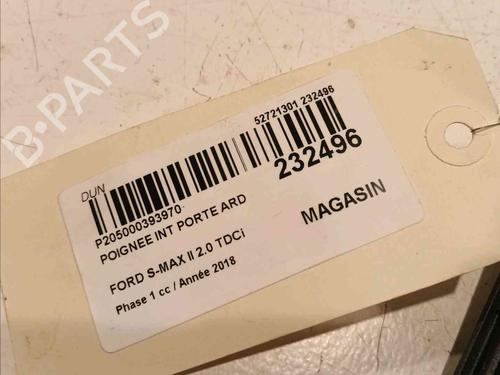 B-PARTS
DUN
52721301 232496
232496
P205000393970
POIGNEE INT PORTE ARD
MAGASIN
FORD S-MAX II 2.0 TDCi
Phase 1 cc / Année 2018